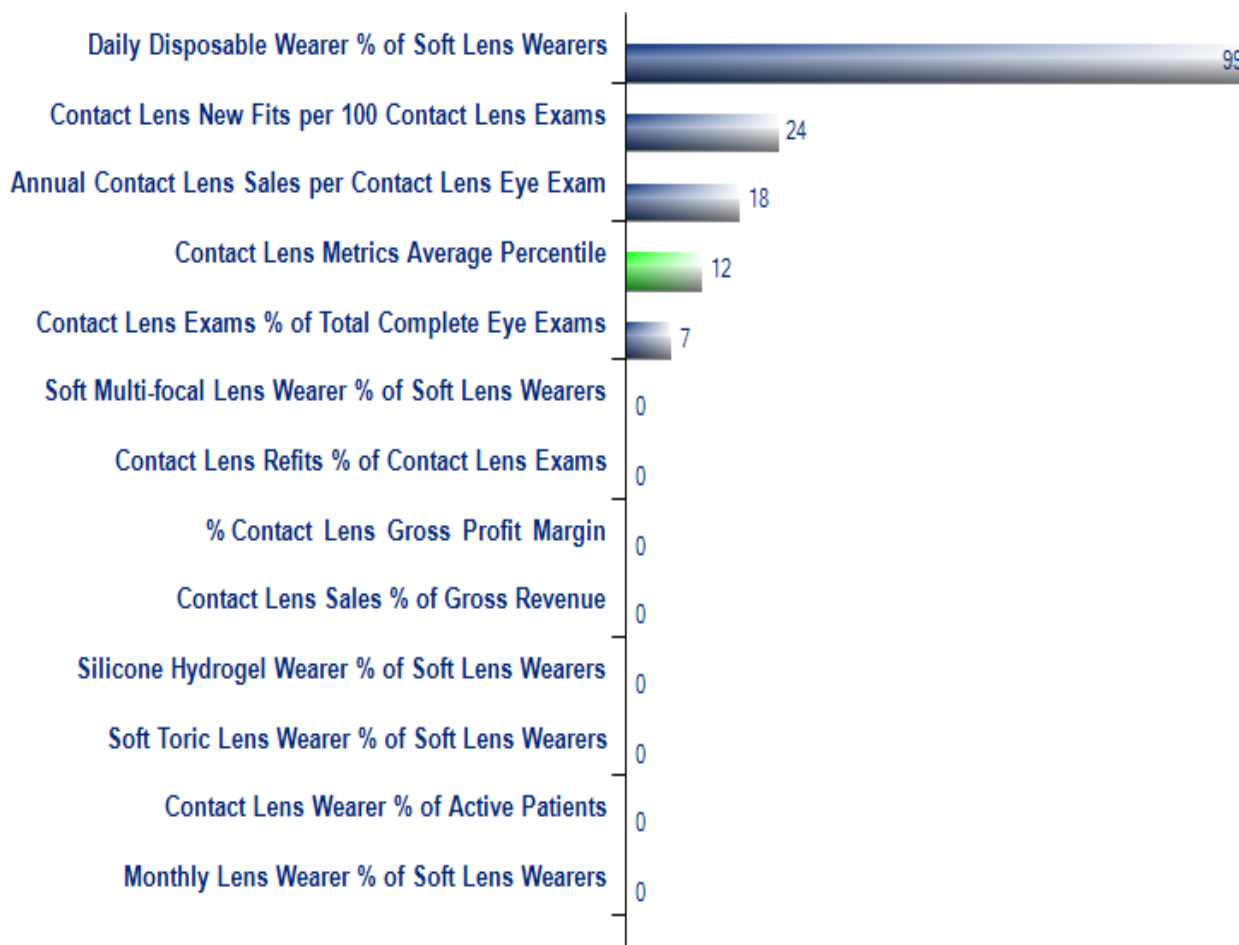 Daily Disposable Wearer % of Soft Lens Wearers 99
Contact Lens New Fits per 100 Contact Lens Exams 24
Annual Contact Lens Sales per Contact Lens Eye Exam 18
Contact Lens Metrics Average Percentile 12
Contact Lens Exams % of Total Complete Eye Exams 7
Soft Multi-focal Lens Wearer % of Soft Lens Wearers 0
Contact Lens Refits % of Contact Lens Exams 0
% Contact Lens Gross Profit Margin 0
Contact Lens Sales % of Gross Revenue 0
Silicone Hydrogel Wearer % of Soft Lens Wearers 0
Soft Toric Lens Wearer % of Soft Lens Wearers 0
Contact Lens Wearer % of Active Patients 0
Monthly Lens Wearer % of Soft Lens Wearers 0